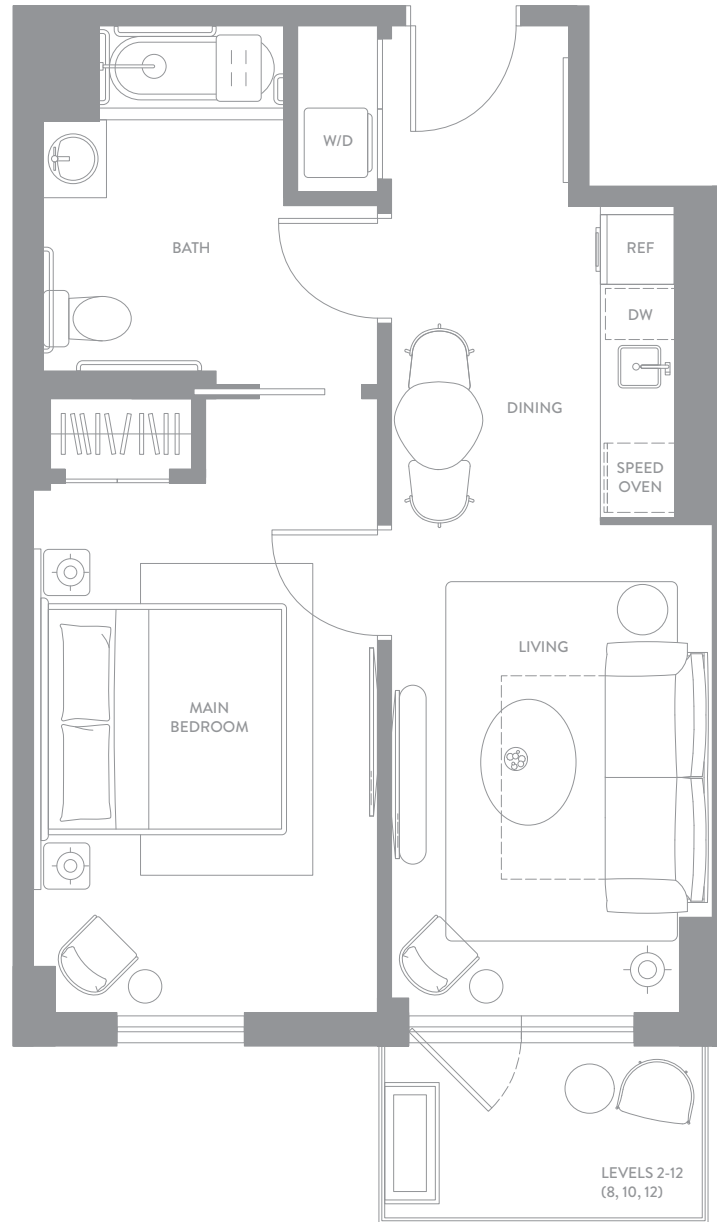 W/D
BATH
REF
DW
DINING
SPEED
OVEN
LIVING
MAIN
BEDROOM
LEVELS 2-12
(8, 10, 12)